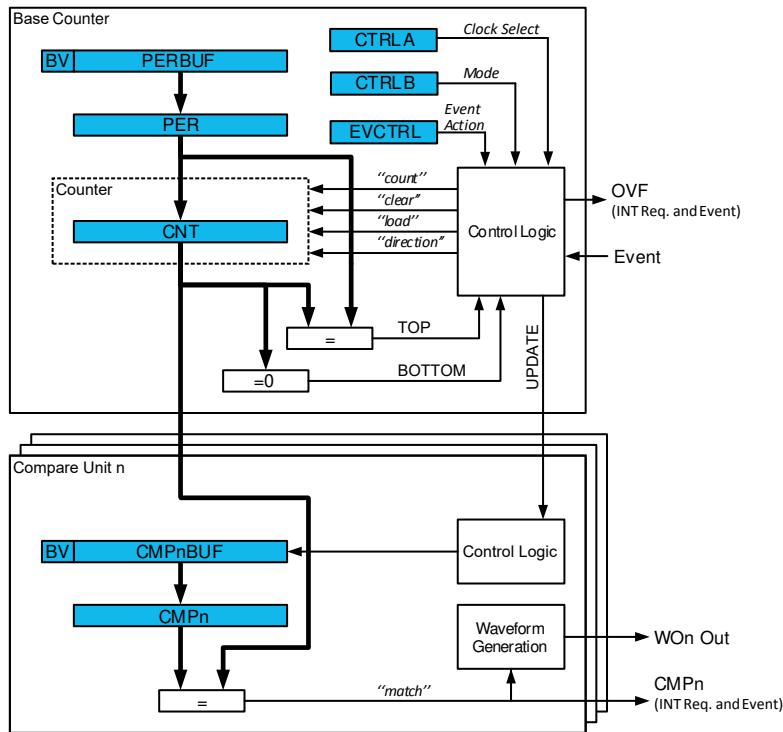 Base Counter
CTRLA
Clock Select
BV
PERBUF
CTRLB
Mode
EVCTRL
Event
Action
PER
Counter
CNT
"count"
"clear"
"load"
"direction"
Control Logic
OVF
(INT Req. and Event)
Event
=
TOP
=0
BOTTOM
UPDATE
Compare Unit n
BV
CMPnBUF
Control Logic
CMPn
Waveform
Generation
WOn Out
=
"match"
CMPn
(INT Req. and Event)